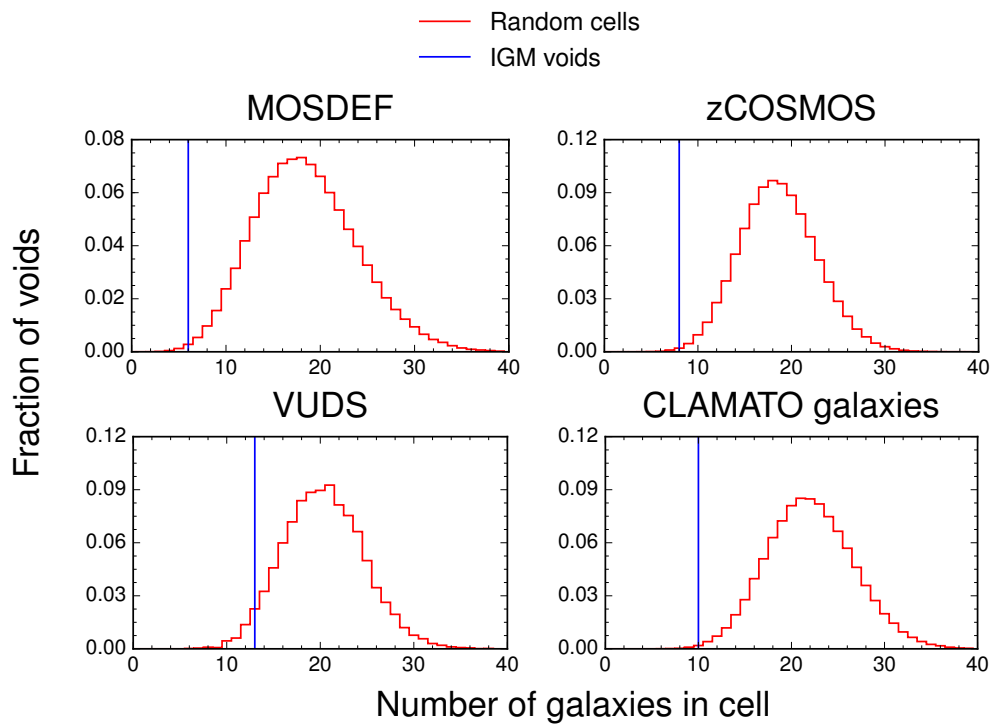 Random cells
IGM voids
MOSDEF
zCOSMOS
0.08
0.06
0.04
0.02
0.00
0 10 20 30 40
0.12
0.09
0.06
0.03
0.00
0 10 20 30 40
VUDS
CLAMATO galaxies
0.12
0.09
0.06
0.03
0.00
0 10 20 30 40
0.12
0.09
0.06
0.03
0.00
0 10 20 30 40
Fraction of voids
Number of galaxies in cell